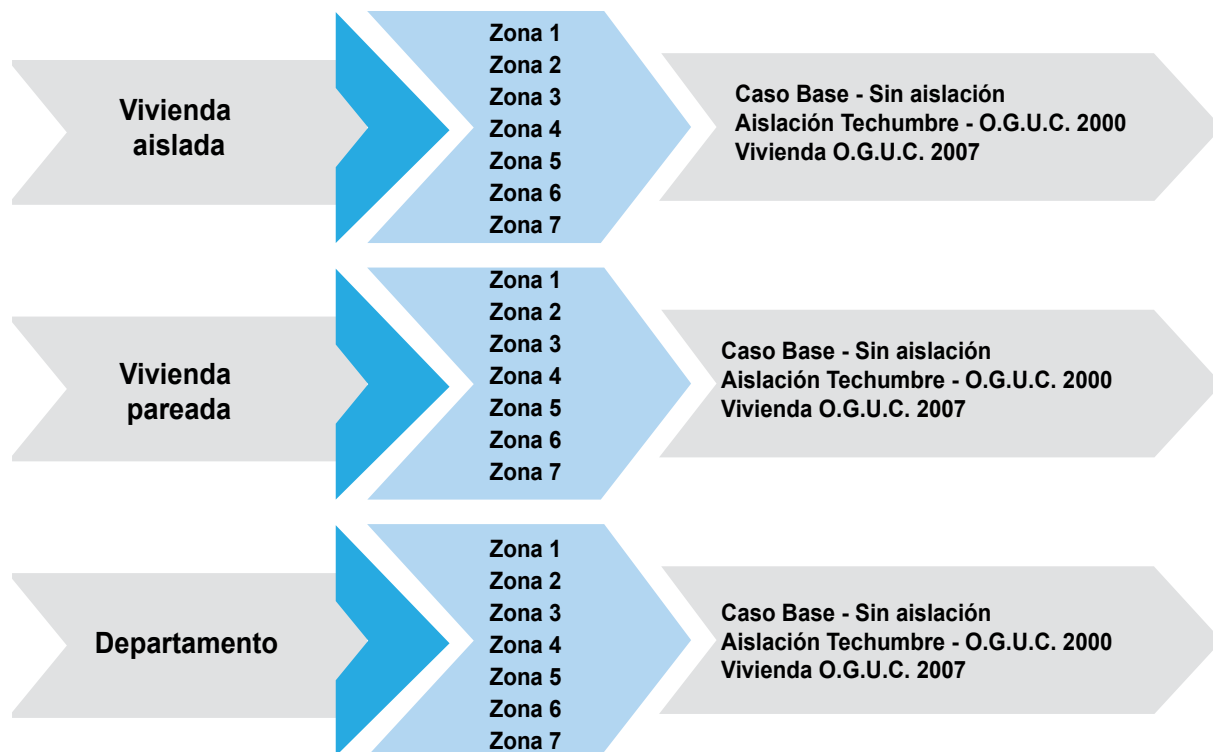 Vivienda
aislada
Zona 1
Zona 2
Zona 3
Zona 4
Zona 5
Zona 6
Zona 7
Caso Base - Sin aislación
Aislación Techumbre - O.G.U.C. 2000
Vivienda O.G.U.C. 2007
Vivienda
pareada
Zona 1
Zona 2
Zona 3
Zona 4
Zona 5
Zona 6
Zona 7
Caso Base - Sin aislación
Aislación Techumbre - O.G.U.C. 2000
Vivienda O.G.U.C. 2007
Departamento
Zona 1
Zona 2
Zona 3
Zona 4
Zona 5
Zona 6
Zona 7
Caso Base - Sin aislación
Aislación Techumbre - O.G.U.C. 2000
Vivienda O.G.U.C. 2007